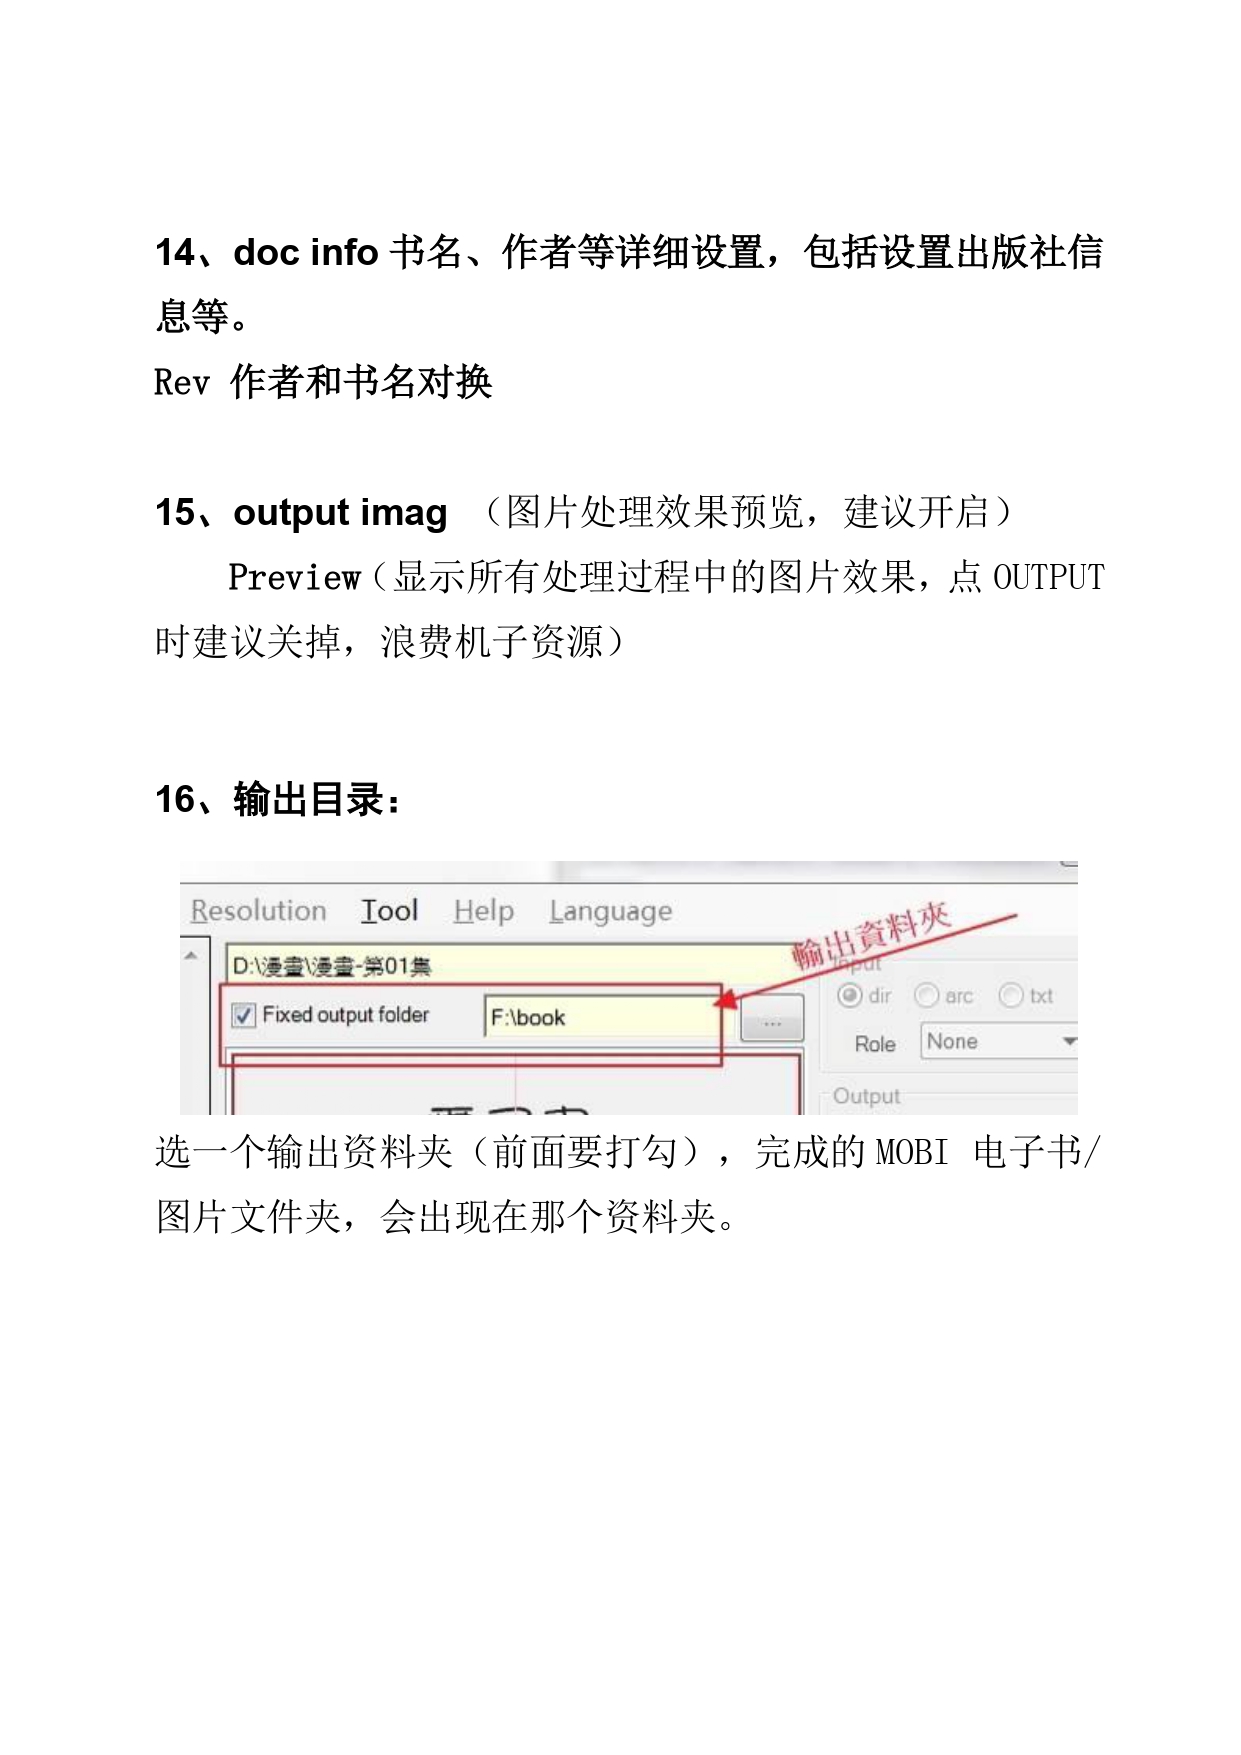 14、doc info 书名、作者等详细设置，包括设置出版社信
息等。
Rev 作者和书名对换
15、output imag （图片处理效果预览，建议开启）
Preview（显示所有处理过程中的图片效果，点 OUTPUT
时建议关掉，浪费机子资源）
16、输出目录：
Resolution Tool Help Language
輸出資料夾
D:\漫畫\漫畫-第01集
Input
dir arc txt
Fixed output folder F:\book ...
Role None
Output
选一个输出资料夹（前面要打勾），完成的 MOBI 电子书/
图片文件夹，会出现在那个资料夹。